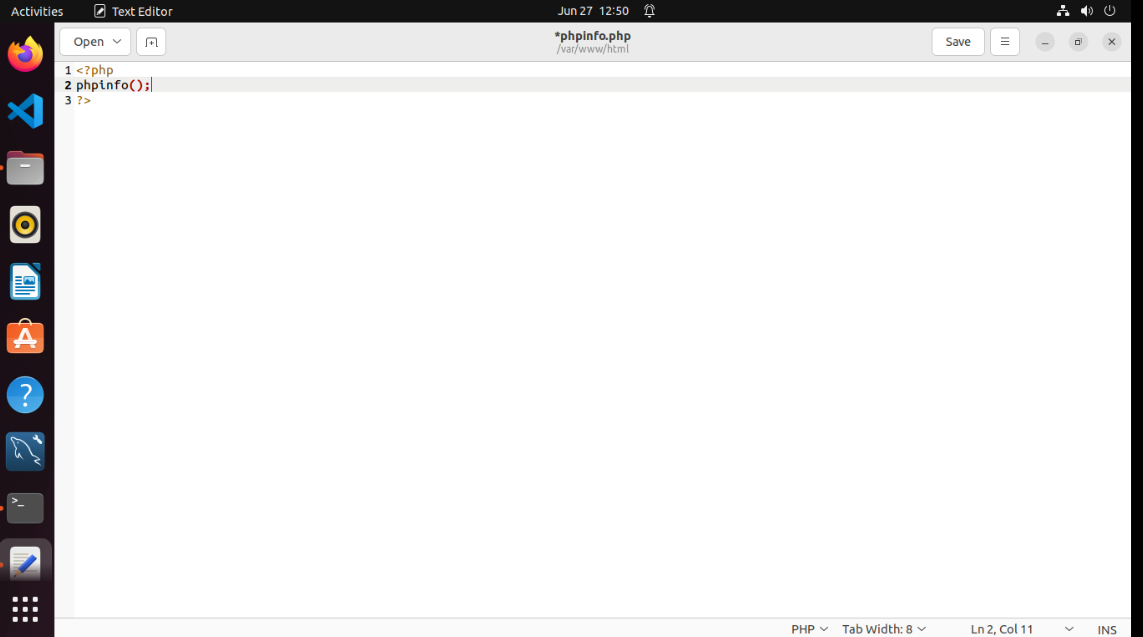 Activities
Text Editor
Jun 27 12:50
Open
*phpinfo.php
/var/www/html
Save
1 <?php
2 phpinfo();
3 ?>
PHP
Tab Width: 8
Ln 2, Col 11
INS